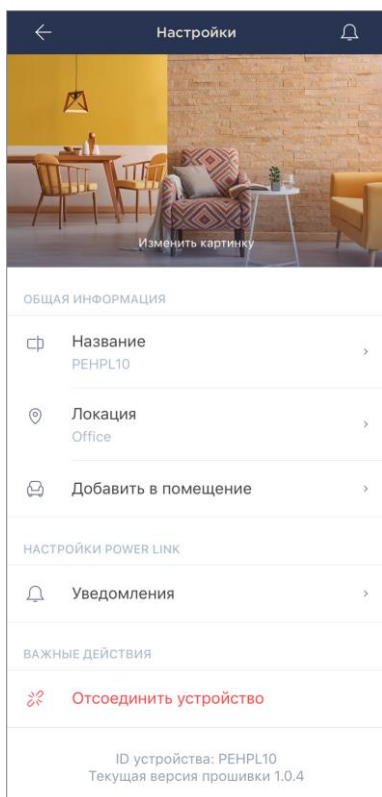 Настройки
Изменить картинку
ОБЩАЯ ИНФОРМАЦИЯ
Название
PEHPL10
Локация
Office
Добавить в помещение
НАСТРОЙКИ POWER LINK
Уведомления
ВАЖНЫЕ ДЕЙСТВИЯ
Отсоединить устройство
ID устройства: PEHPL10
Текущая версия прошивки 1.0.4